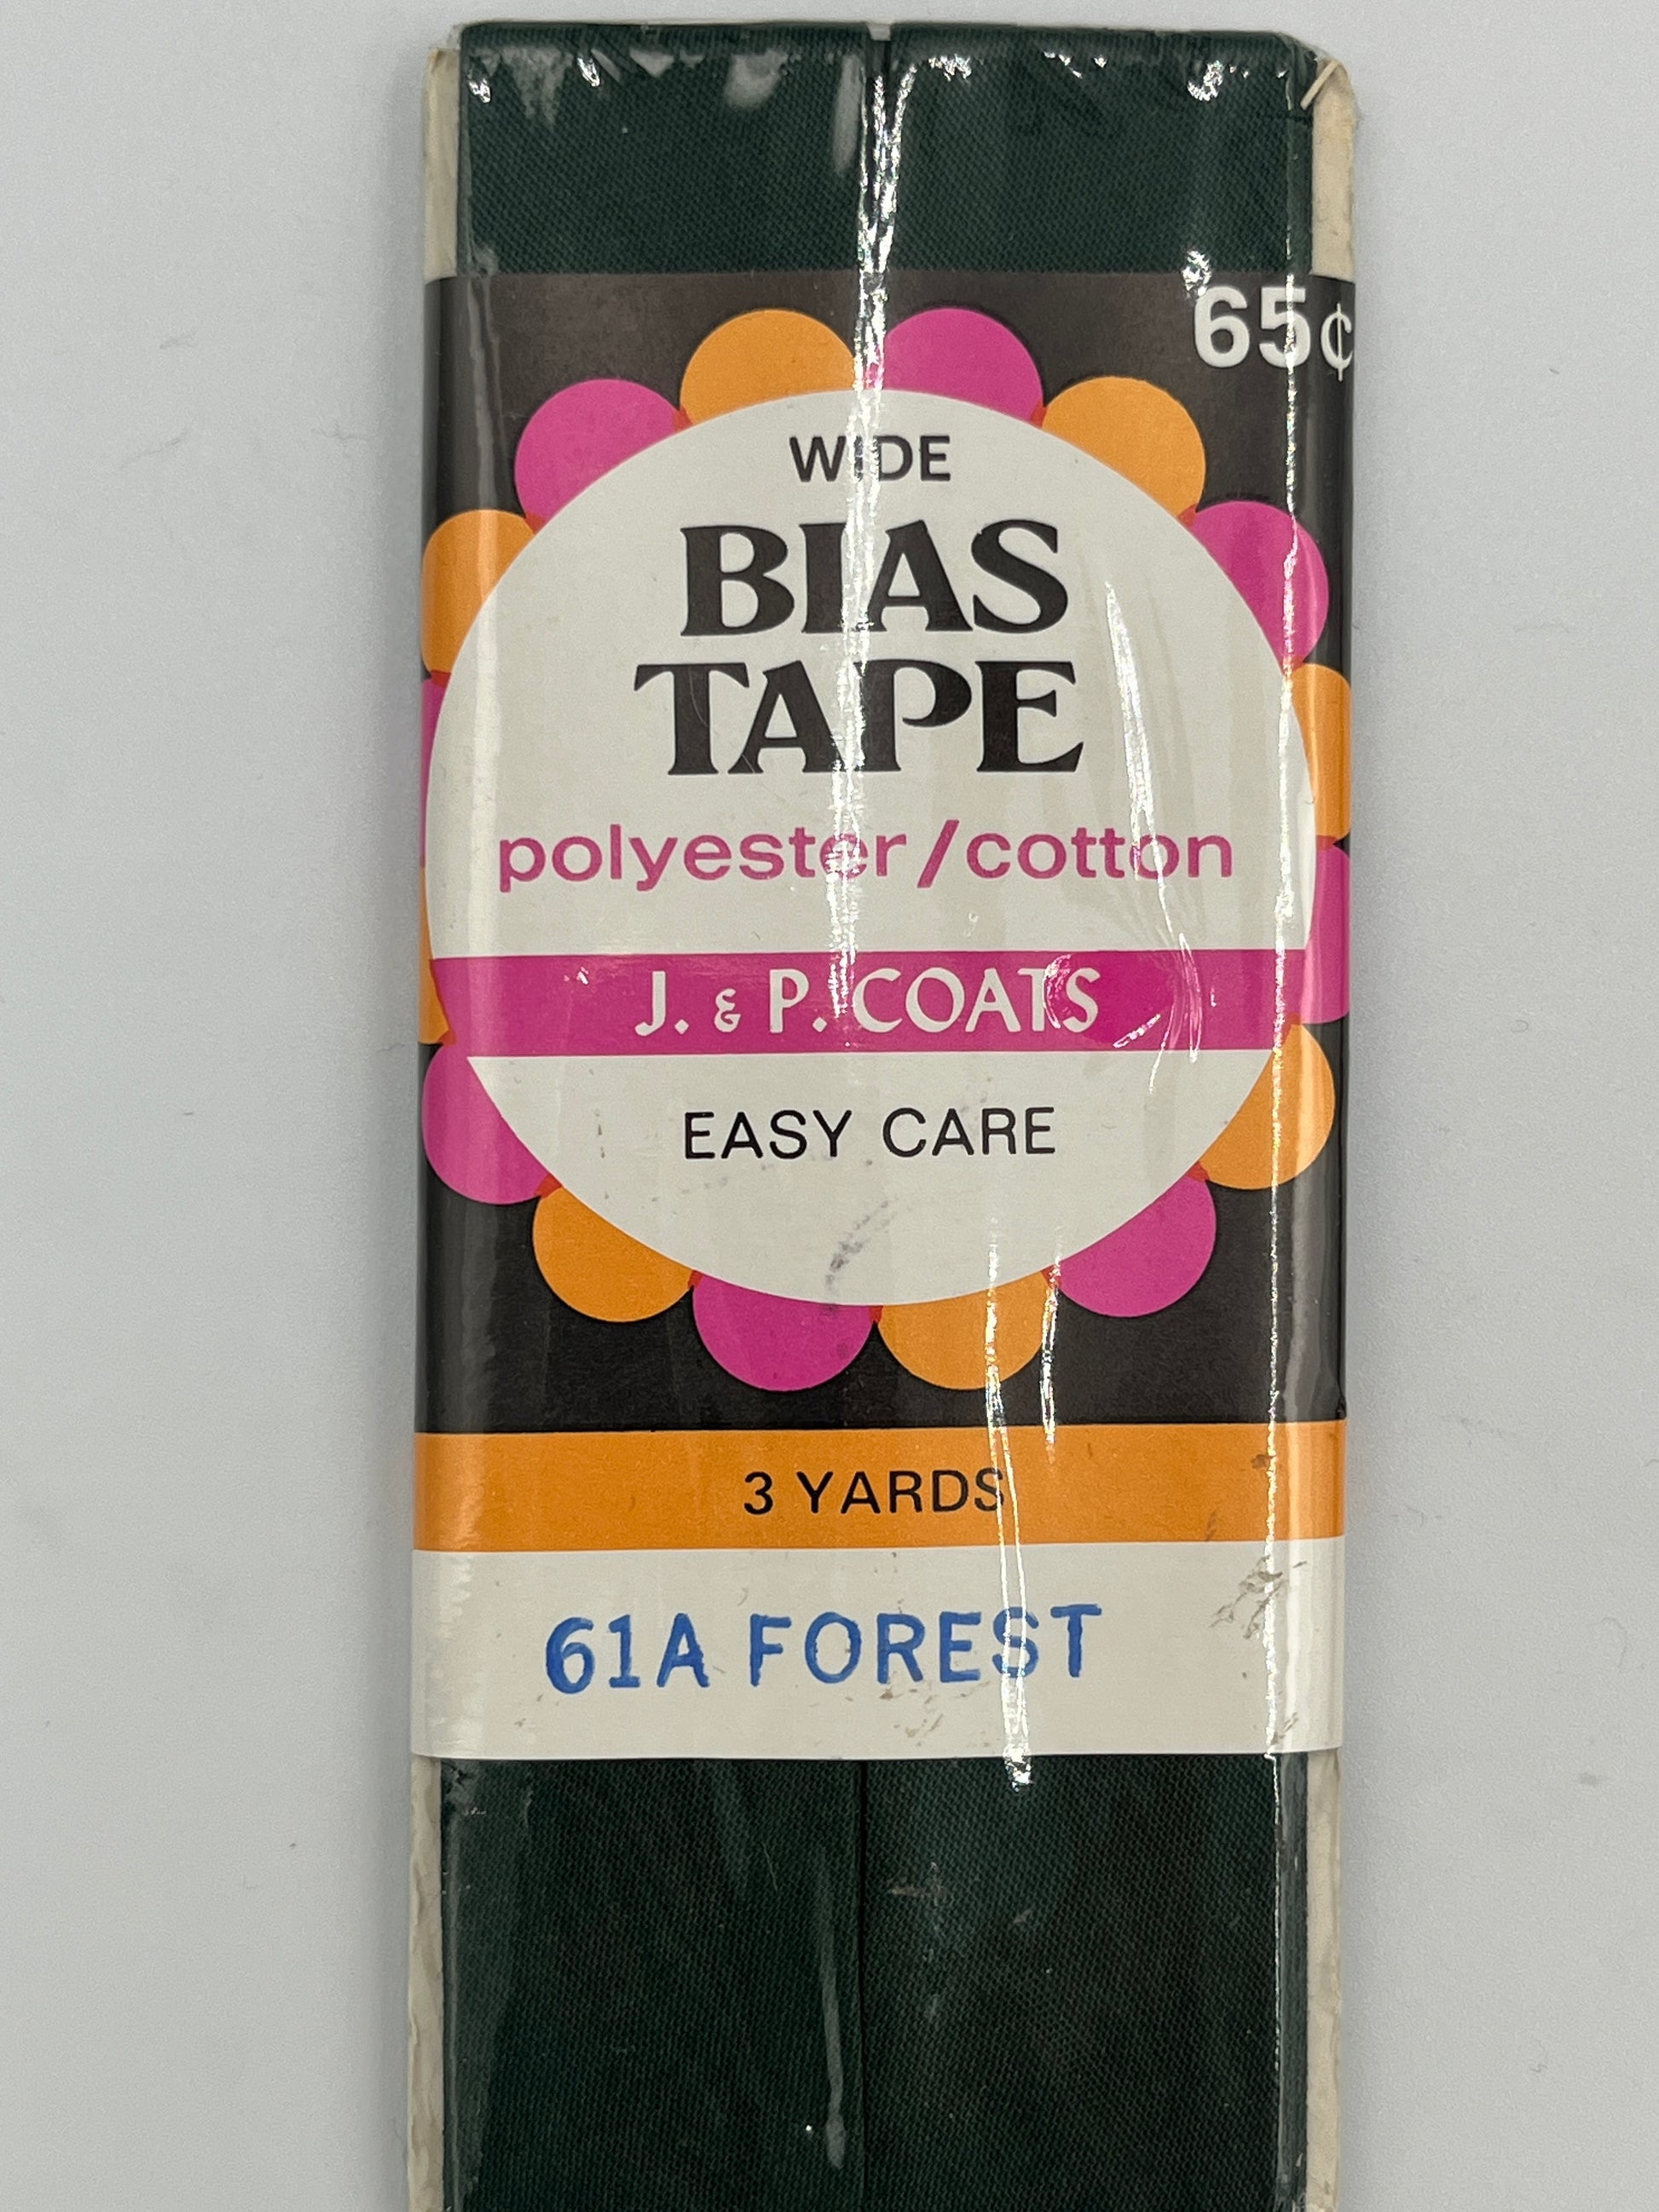 65¢
WIDE
BIAS
TAPE
polyester/cotton
J. & P. COATS
EASY CARE
3 YARDS
61A FOREST